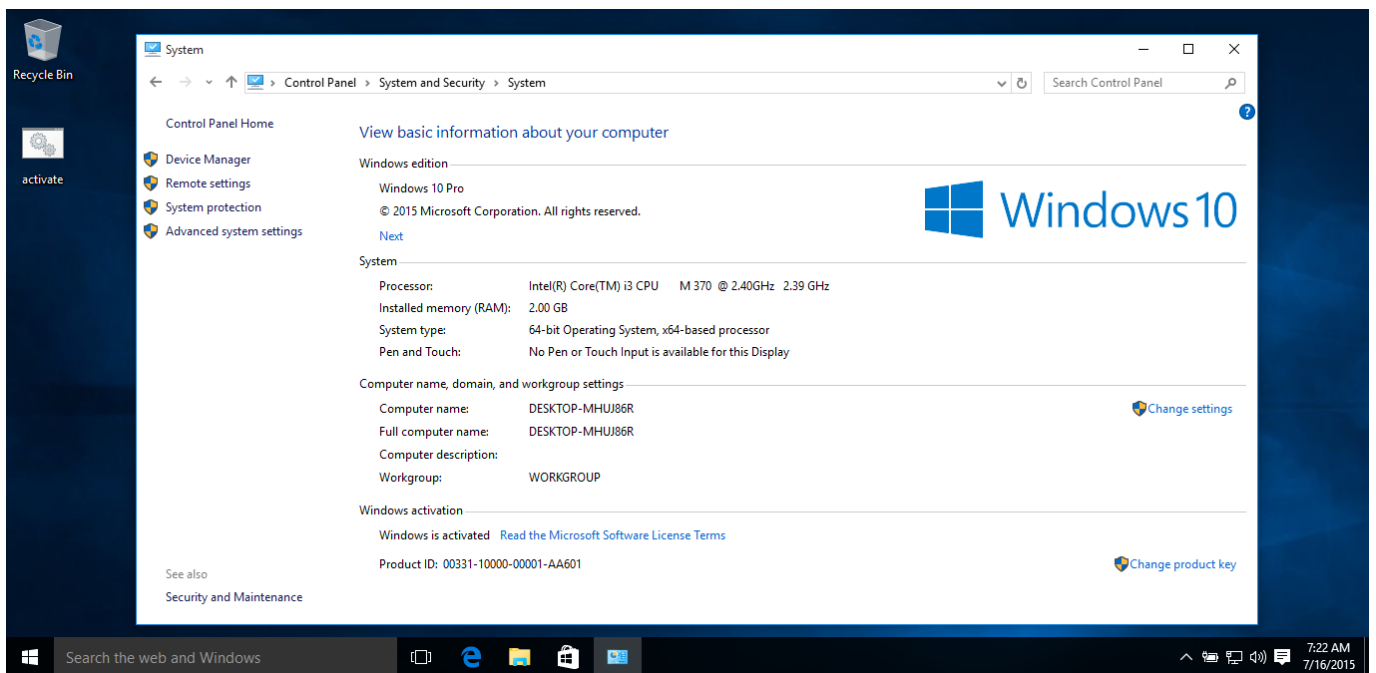 Recycle Bin
activate
System
Control Panel > System and Security > System
Search Control Panel
Control Panel Home
Device Manager
Remote settings
System protection
Advanced system settings
See also
Security and Maintenance
View basic information about your computer
Windows edition
Windows 10 Pro
© 2015 Microsoft Corporation. All rights reserved.
Next
Windows 10
System
Processor: Intel(R) Core(TM) i3 CPU M 370 @ 2.40GHz 2.39 GHz
Installed memory (RAM): 2.00 GB
System type: 64-bit Operating System, x64-based processor
Pen and Touch: No Pen or Touch Input is available for this Display
Computer name, domain, and workgroup settings
Computer name: DESKTOP-MHUJ86R
Change settings
Full computer name: DESKTOP-MHUJ86R
Computer description:
Workgroup: WORKGROUP
Windows activation
Windows is activated Read the Microsoft Software License Terms
Product ID: 00331-10000-00001-AA601
Change product key
Search the web and Windows
7:22 AM
7/16/2015